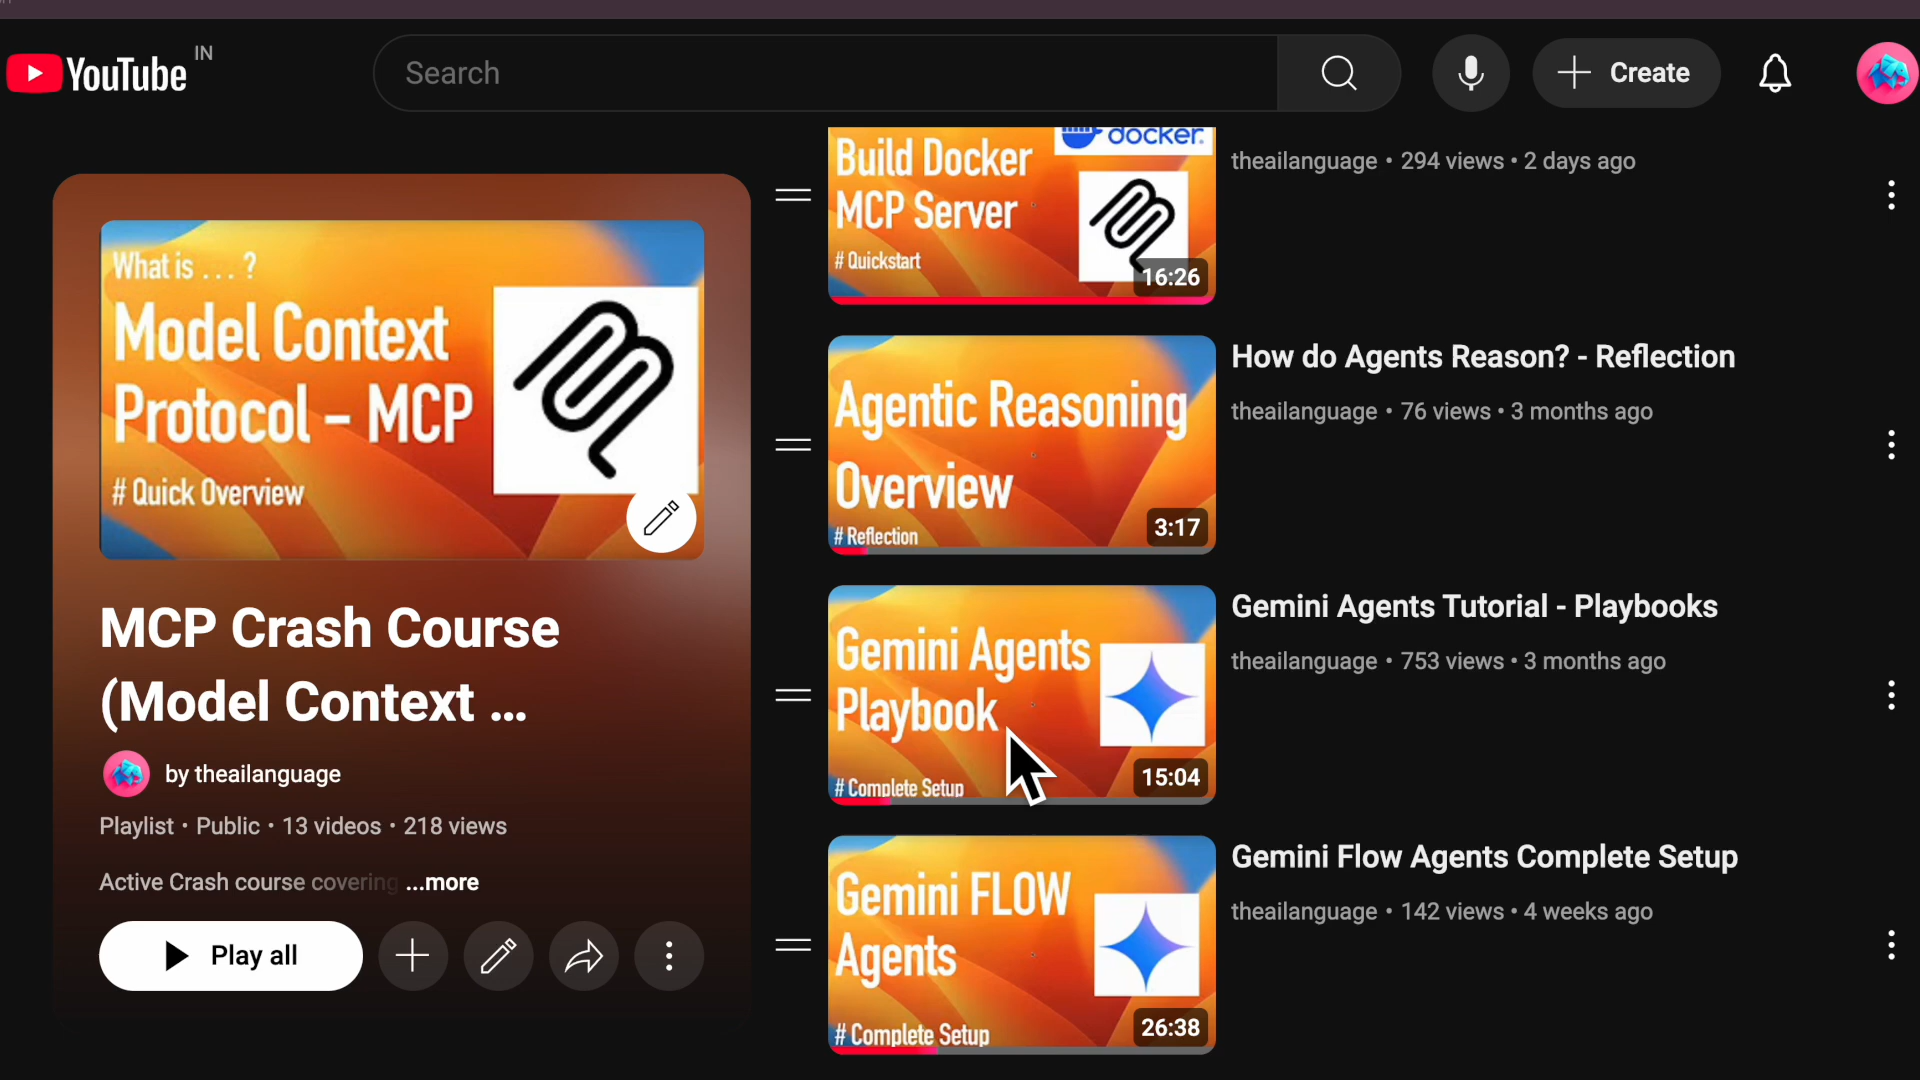 YouTube IN
Search
Create
What is . . . ?
Model Context
Protocol - MCP
# Quick Overview
MCP Crash Course
(Model Context ...
by theailanguage
Playlist • Public • 13 videos • 218 views
Active Crash course covering ...more
Play all
docker
Build Docker
MCP Server
# Quickstart
16:26
theailanguage • 294 views • 2 days ago
Agentic Reasoning
Overview
# Reflection
3:17
How do Agents Reason? - Reflection
theailanguage • 76 views • 3 months ago
Gemini Agents
Playbook
# Complete Setup
15:04
Gemini Agents Tutorial - Playbooks
theailanguage • 753 views • 3 months ago
Gemini FLOW
Agents
# Complete Setup
26:38
Gemini Flow Agents Complete Setup
theailanguage • 142 views • 4 weeks ago